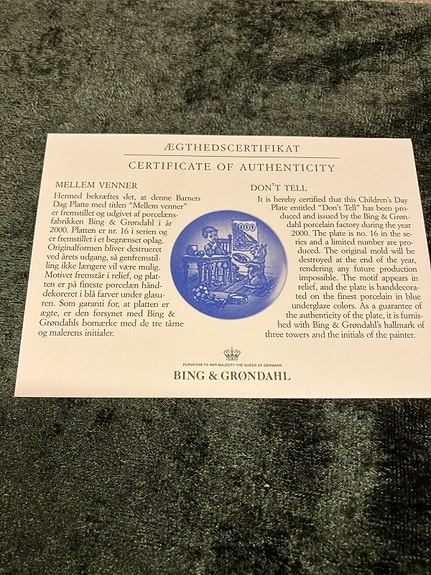 ÆGTHEDSCERTIFIKAT
CERTIFICATE OF AUTHENTICITY
MELLEM VENNER
Hermed bekræftes det, at denne Barnets
Dag Platte med titlen "Mellem venner"
er fremstillet og udgivet af porcelæns-
fabrikken Bing & Grøndahl i år
2000. Platten er nr. 16 i serien og
er fremstillet i et begrænset oplag.
Originalformen bliver destrueret
ved årets udgang, så genfremstil-
ling ikke længere vil være mulig.
Motivet fremstår i relief, og plat-
ten er på fineste porcelæn hånd-
dekoreret i blå farver under glasu-
ren. Som garanti for, at platten er
ægte, er den forsynet med Bing &
Grøndahls bomærke med de tre tårne
og malerens initialer.
DON'T TELL
It is hereby certified that this Children's Day
Plate entitled "Don't Tell" has been pro-
duced and issued by the Bing & Grøn-
dahl porcelain factory during the year
2000. The plate is no. 16 in the se-
ries and a limited number are pro-
duced. The original mold will be
destroyed at the end of the year,
rendering any future production
impossible. The motif appears in
relief, and the plate is handdecora-
ted on the finest porcelain in blue
underglaze colors. As a guarantee of
the authenticity of the plate, it is furnis-
hed with Bing & Grøndahl's hallmark of
three towers and the initials of the painter.
2000
PURVEYOR TO HER MAJESTY THE QUEEN OF DENMARK
BING & GRØNDAHL